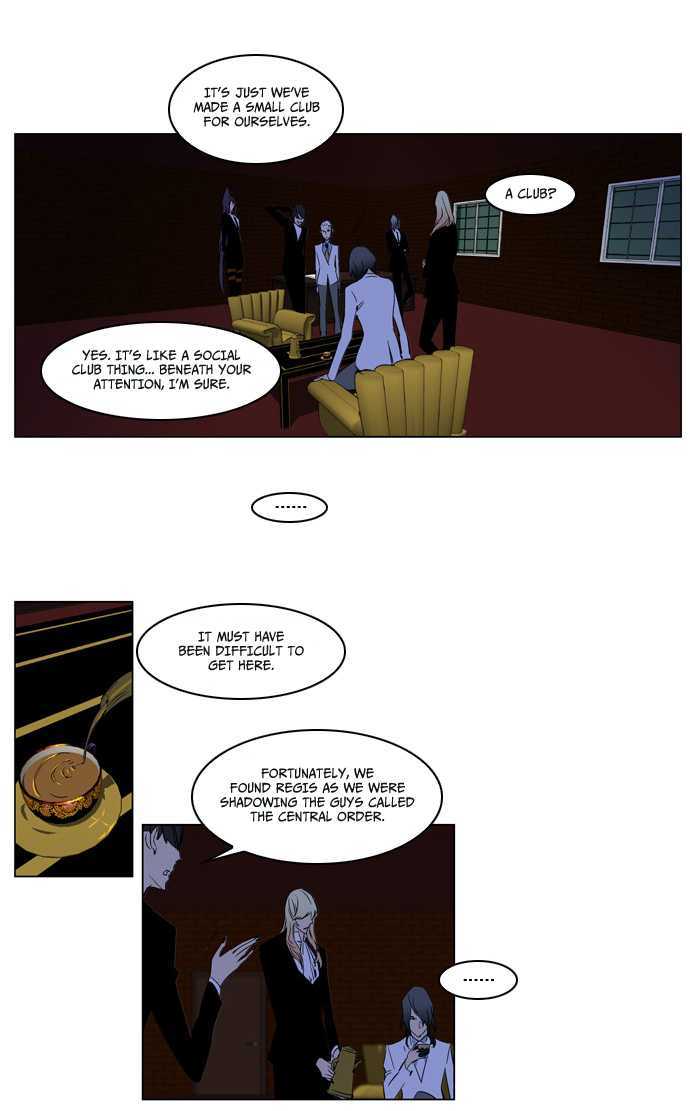 IT'S JUST WE'VE
MADE A SMALL CLUB
FOR OURSELVES.
A CLUB?
YES. IT'S LIKE A SOCIAL
CLUB THING... BENEATH YOUR
ATTENTION, I'M SURE.
......
IT MUST HAVE
BEEN DIFFICULT TO
GET HERE.
FORTUNATELY, WE
FOUND REGIS AS WE WERE
SHADOWING THE GUYS CALLED
THE CENTRAL ORDER.
......